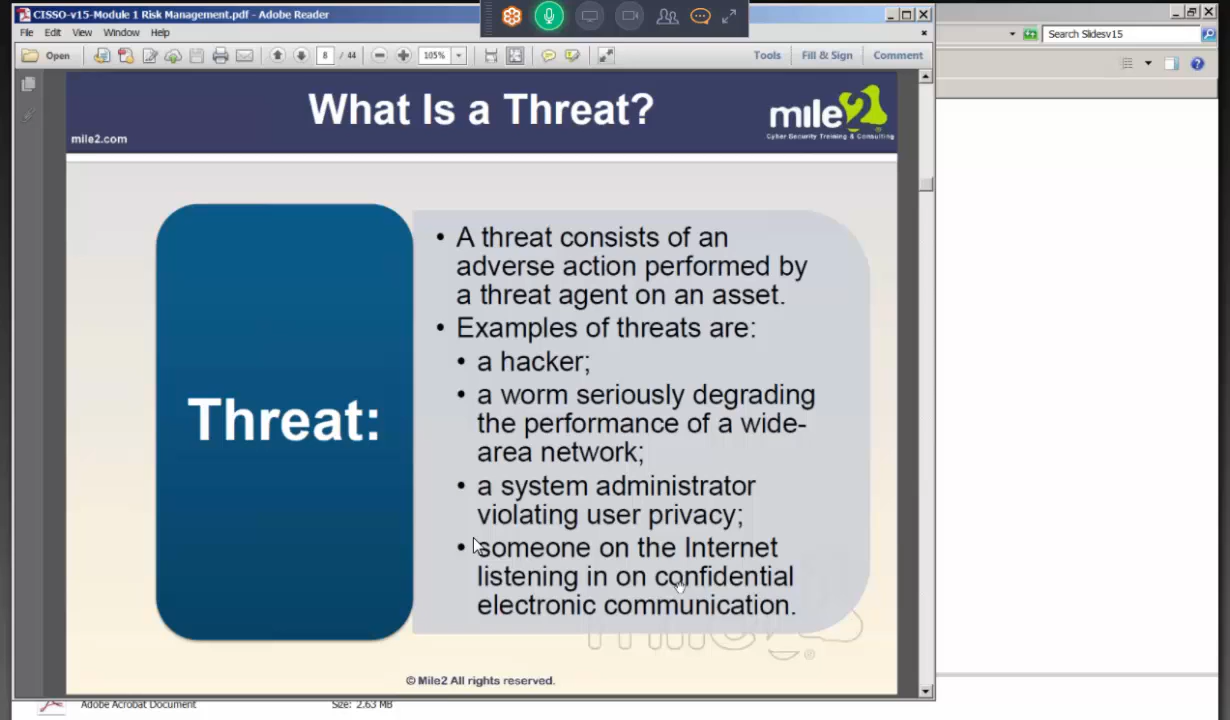 CISSO-v15-Module 1 Risk Management.pdf - Adobe Reader
File Edit View Window Help
Search Slidesv15
Open 8 / 44 105% Tools Fill & Sign Comment
What Is a Threat?
mile2
Cyber Security Training & Consulting
mile2.com
Threat:
• A threat consists of an
adverse action performed by
a threat agent on an asset.
• Examples of threats are:
• a hacker;
• a worm seriously degrading
the performance of a wide-
area network;
• a system administrator
violating user privacy;
• someone on the Internet
listening in on confidential
electronic communication.
mile2
© Mile2 All rights reserved.
Adobe Acrobat Document Size: 2.63 MB